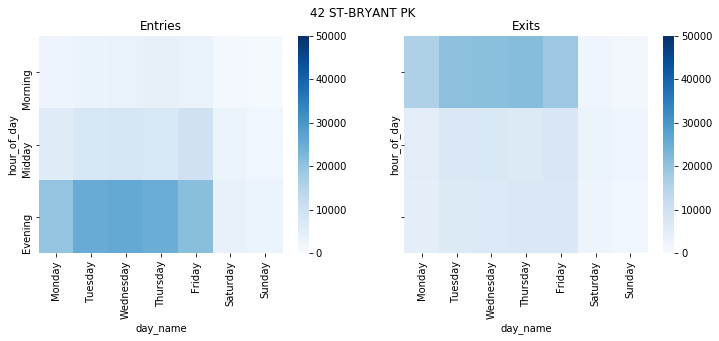 42 ST-BRYANT PK
Entries
Exits
hour_of_day
Morning
Midday
Evening
50000
40000
30000
20000
10000
0
hour_of_day
50000
40000
30000
20000
10000
0
Monday
Tuesday
Wednesday
Thursday
Friday
Saturday
Sunday
day_name
Monday
Tuesday
Wednesday
Thursday
Friday
Saturday
Sunday
day_name